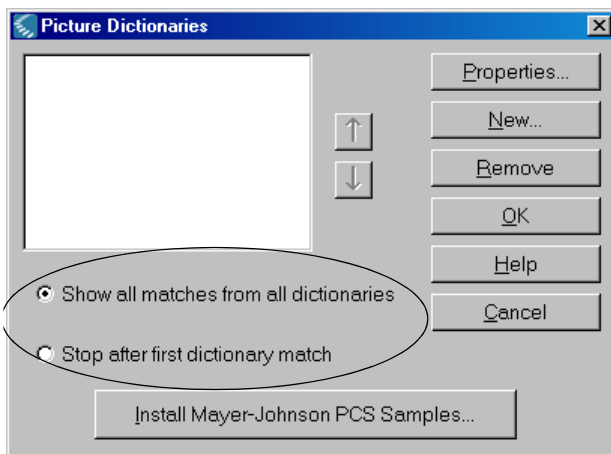 Picture Dictionaries
Properties...
New...
Remove
OK
Help
Cancel
Show all matches from all dictionaries
Stop after first dictionary match
Install Mayer-Johnson PCS Samples...